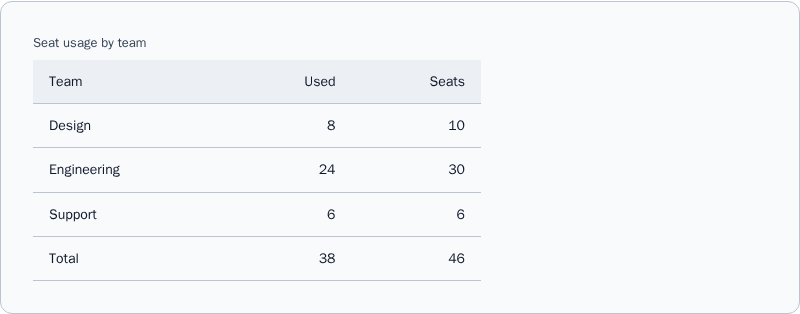 Seat usage by team
Team Used Seats
Design 8 10
Engineering 24 30
Support 6 6
Total 38 46